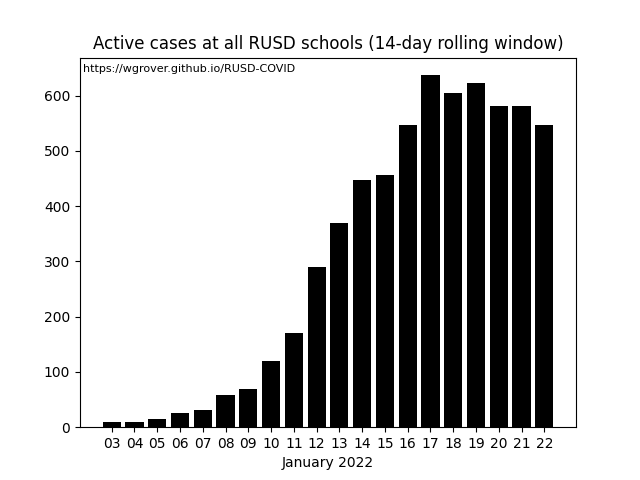 Active cases at all RUSD schools (14-day rolling window)
https://wgrover.github.io/RUSD-COVID
600
500
400
300
200
100
0
03 04 05 06 07 08 09 10 11 12 13 14 15 16 17 18 19 20 21 22
January 2022